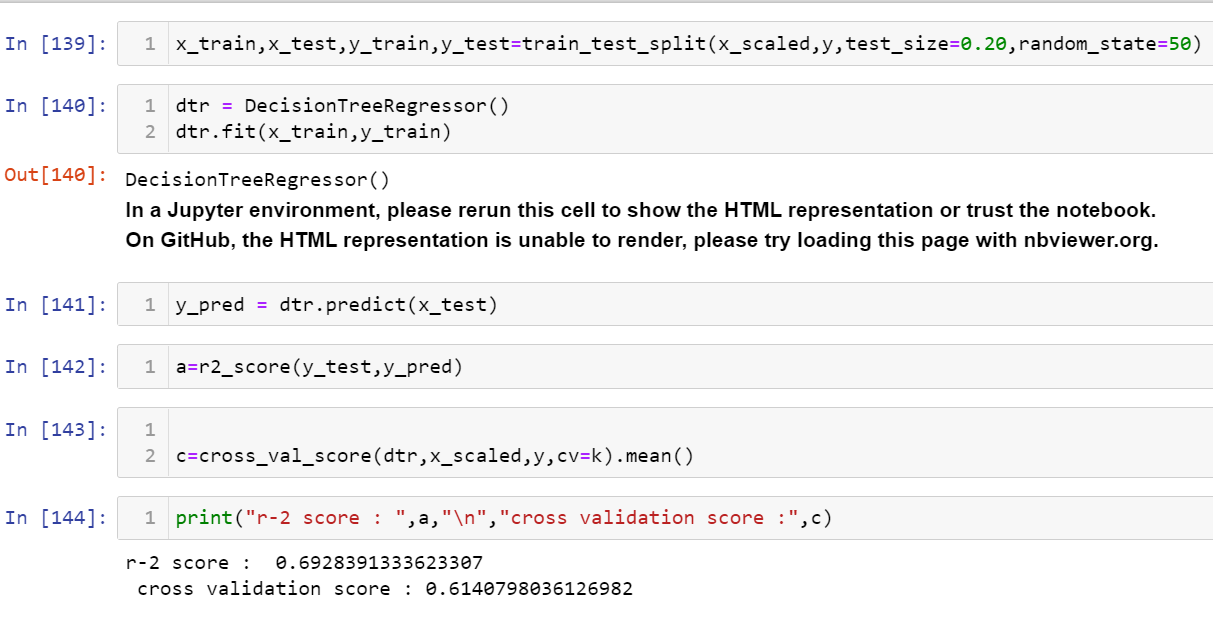 In [139]: 1 x_train,x_test,y_train,y_test=train_test_split(x_scaled,y,test_size=0.20,random_state=50)
In [140]: 1 dtr = DecisionTreeRegressor()
2 dtr.fit(x_train,y_train)
Out[140]: DecisionTreeRegressor()
In a Jupyter environment, please rerun this cell to show the HTML representation or trust the notebook.
On GitHub, the HTML representation is unable to render, please try loading this page with nbviewer.org.
In [141]: 1 y_pred = dtr.predict(x_test)
In [142]: 1 a=r2_score(y_test,y_pred)
In [143]: 1
2 c=cross_val_score(dtr,x_scaled,y,cv=k).mean()
In [144]: 1 print("r-2 score : ",a,"\n","cross validation score :",c)
r-2 score :  0.6928391333623307
 cross validation score : 0.6140798036126982